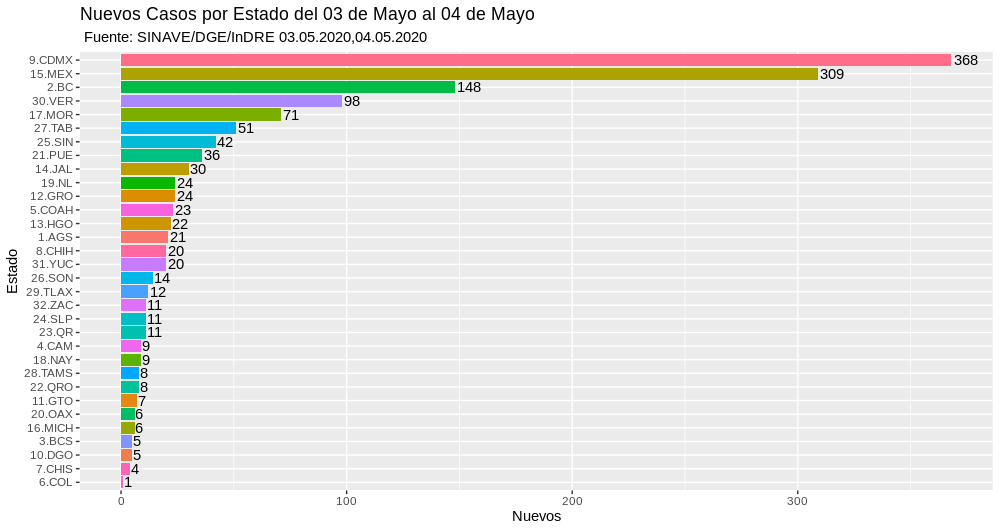 Nuevos Casos por Estado del 03 de Mayo al 04 de Mayo
Fuente: SINAVE/DGE/InDRE 03.05.2020,04.05.2020
Estado
9.CDMX 368
15.MEX 309
2.BC 148
30.VER 98
17.MOR 71
27.TAB 51
25.SIN 42
21.PUE 36
14.JAL 30
19.NL 24
12.GRO 24
5.COAH 23
13.HGO 22
1.AGS 21
8.CHIH 20
31.YUC 20
26.SON 14
29.TLAX 12
32.ZAC 11
24.SLP 11
23.QR 11
4.CAM 9
18.NAY 9
28.TAMS 8
22.QRO 8
11.GTO 7
20.OAX 6
16.MICH 6
3.BCS 5
10.DGO 5
7.CHIS 4
6.COL 1
0 100 200 300
Nuevos